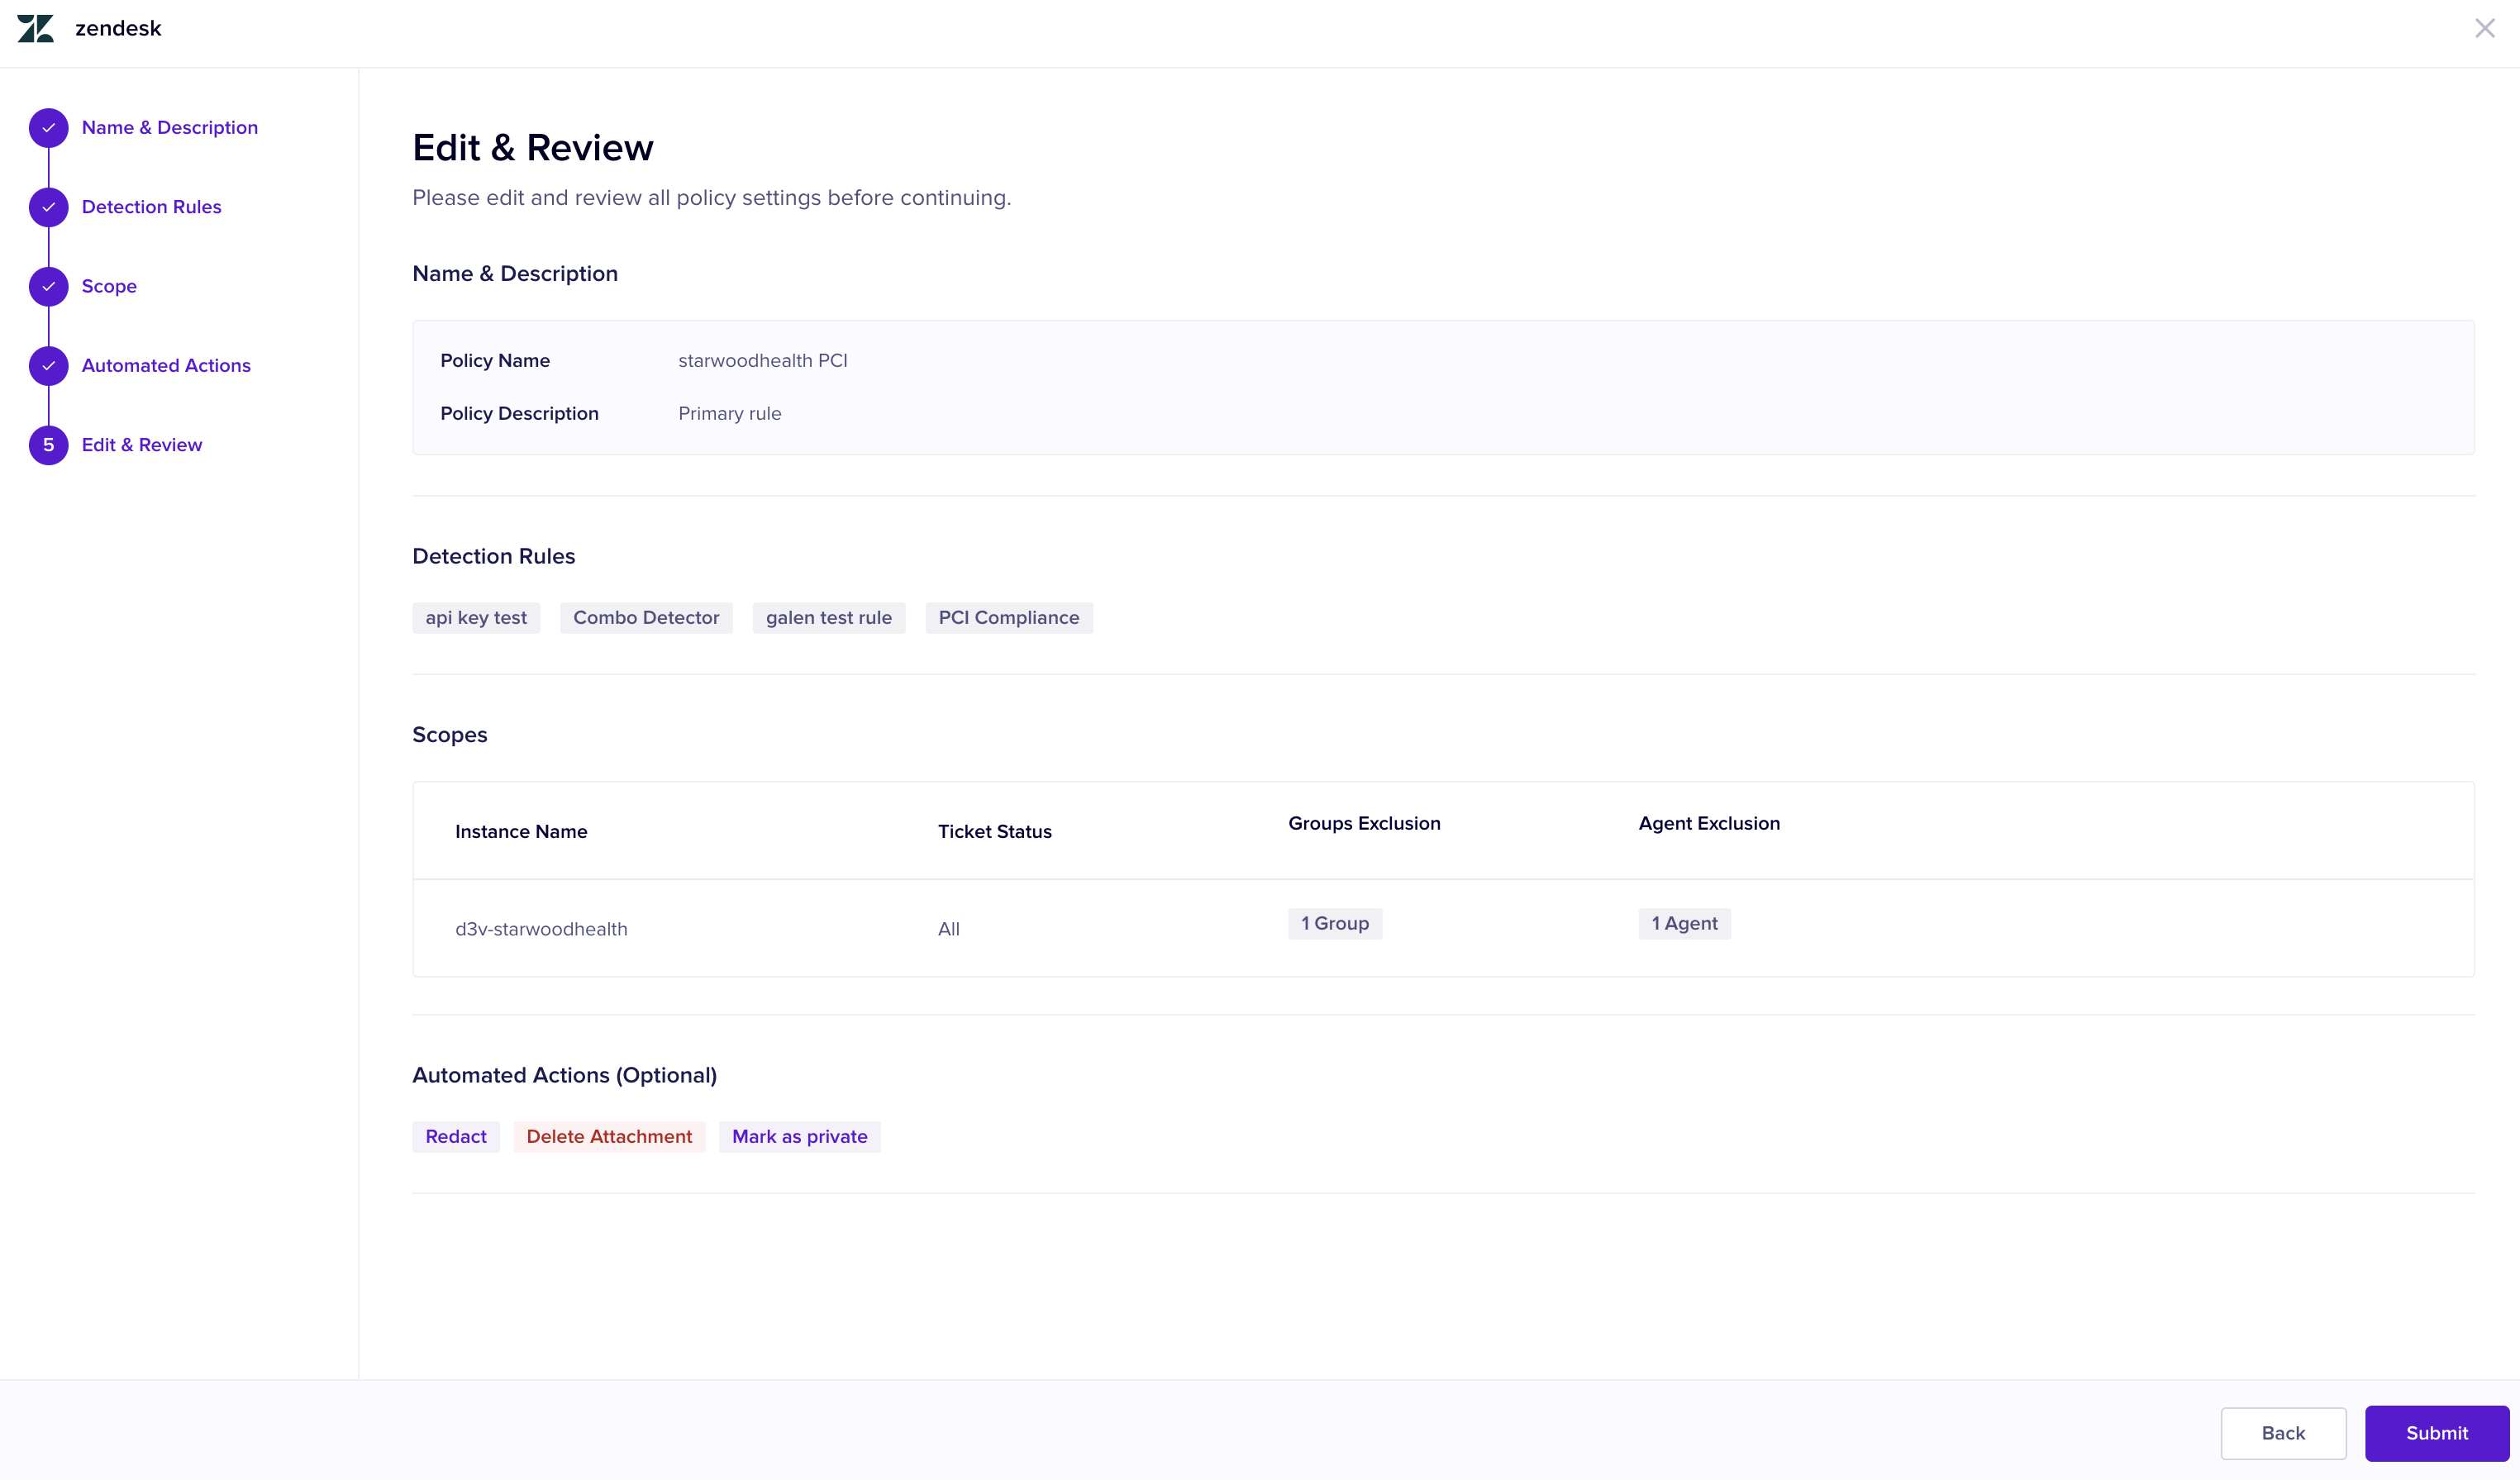 zendesk
Name & Description
Detection Rules
Scope
Automated Actions
5 Edit & Review
Edit & Review
Please edit and review all policy settings before continuing.
Name & Description
Policy Name starwoodhealth PCI
Policy Description Primary rule
Detection Rules
api key test Combo Detector galen test rule PCI Compliance
Scopes
Instance Name Ticket Status Groups Exclusion Agent Exclusion
d3v-starwoodhealth All 1 Group 1 Agent
Automated Actions (Optional)
Redact Delete Attachment Mark as private
Back Submit